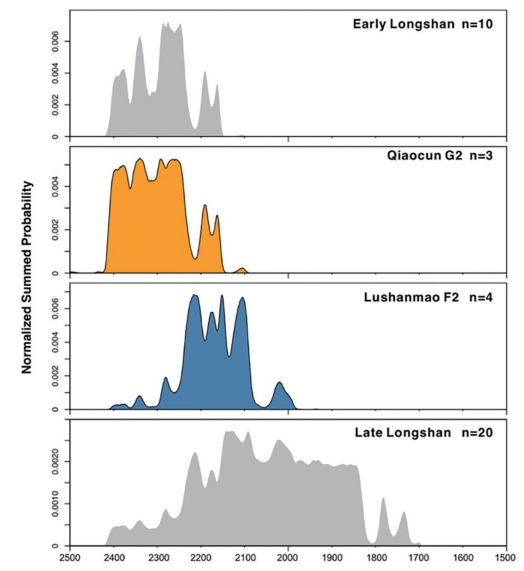 Early Longshan n=10
0.006
0.004
0.002
0
Qiaocun G2 n=3
0.004
0.002
0
Normalized Summed Probability
Lushanmao F2 n=4
0.006
0.004
0.002
0
Late Longshan n=20
0.0020
0.0010
0
2500 2400 2300 2200 2100 2000 1900 1800 1700 1600 1500